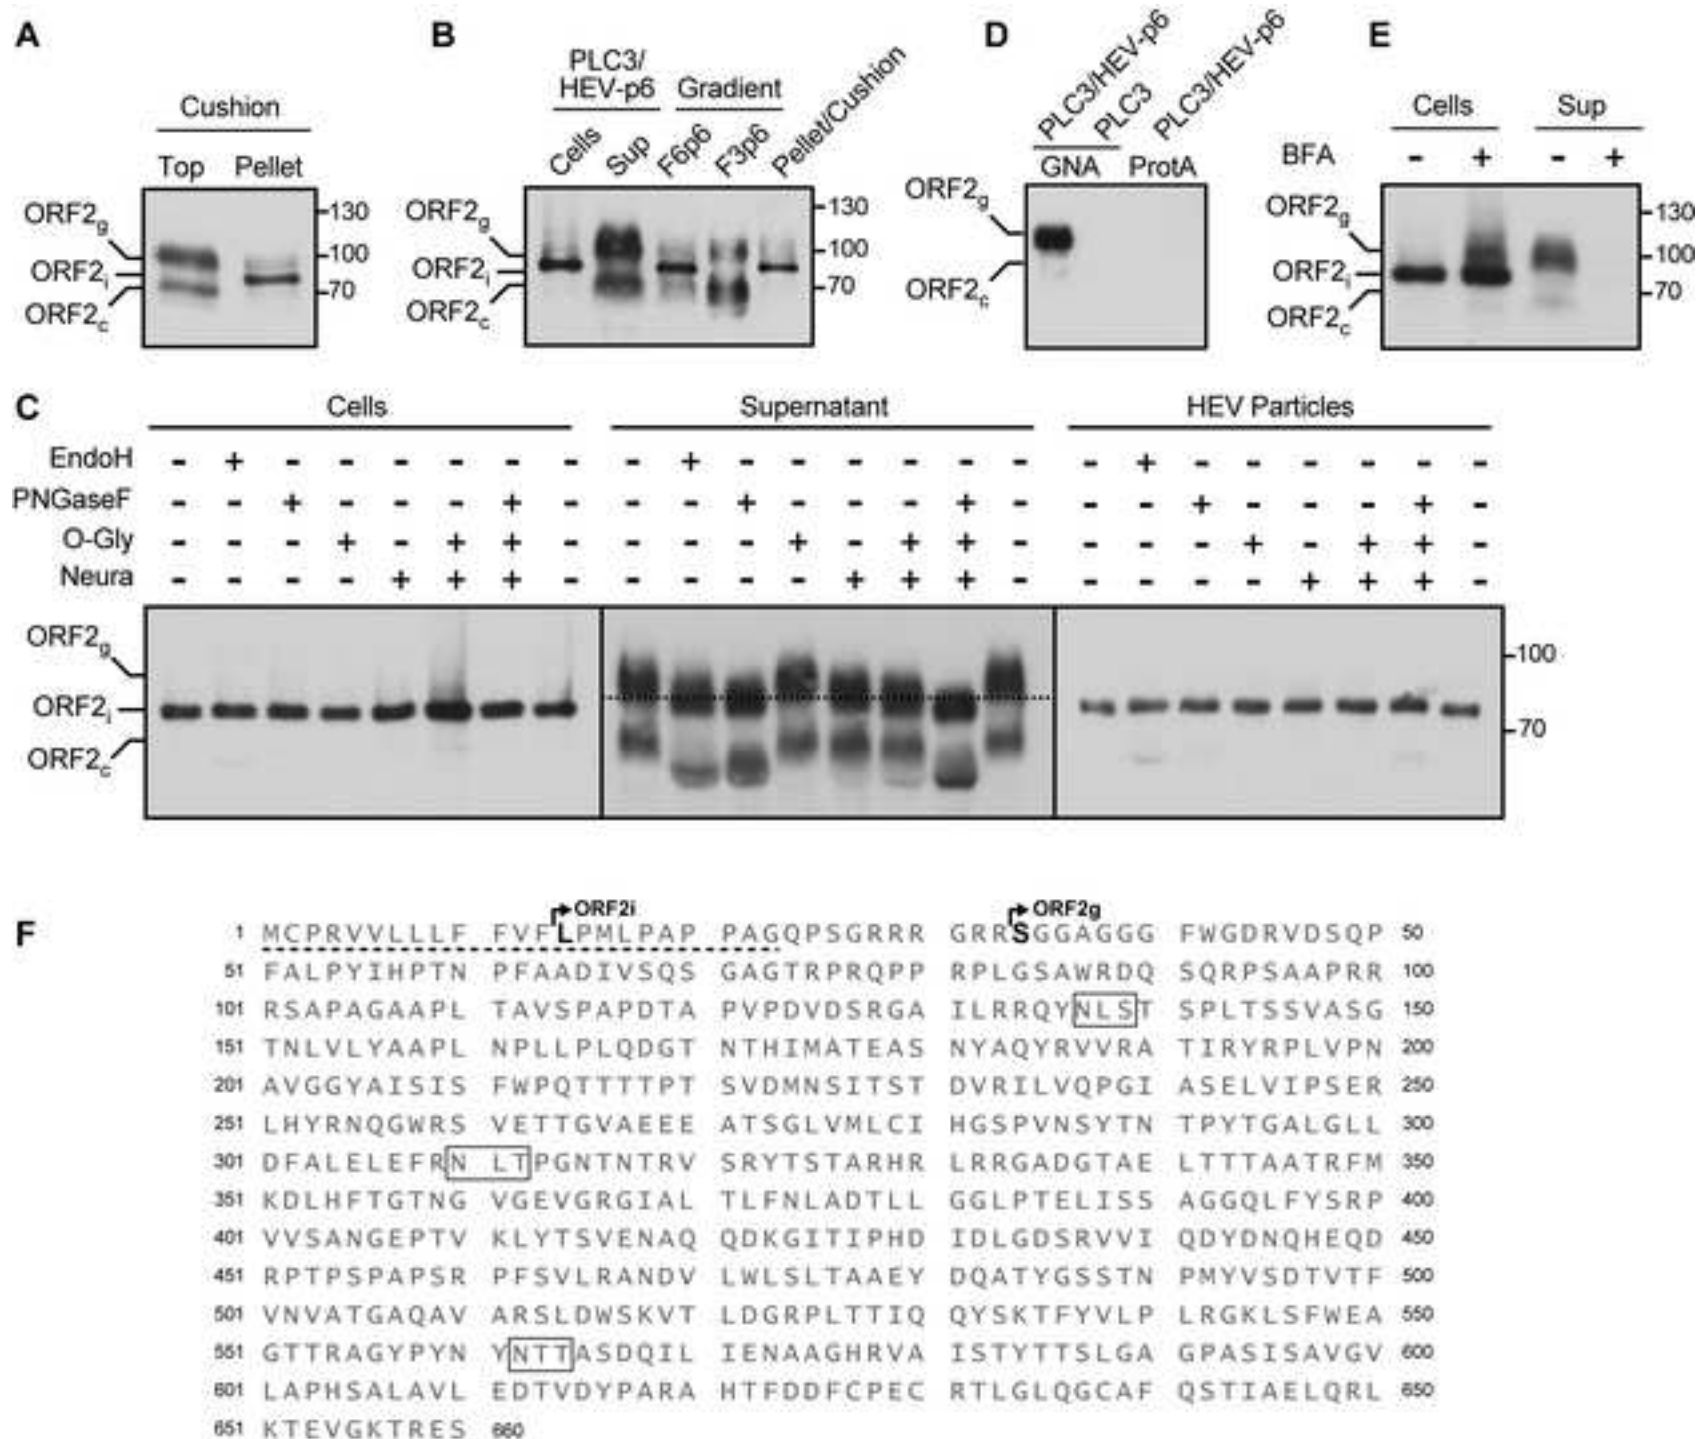 A
Cushion
Top Pellet
ORF2g
ORF2i
ORF2c
130
100
70
B
PLC3/
HEV-p6 Gradient
Cells Sup F6p6 F3p6 Pellet/Cushion
ORF2g
ORF2i
ORF2c
130
100
70
D
PLC3/HEV-p6 PLC3 PLC3/HEV-p6
GNA ProtA
ORF2g
ORF2c
E
Cells Sup
BFA - + - +
ORF2g
ORF2i
ORF2c
130
100
70
C
Cells Supernatant HEV Particles
EndoH - + - - - - - - - + - - - - - - - + - - - - - -
PNGaseF - - + - - - + - - - + - - - + - - - + - - - + -
O-Gly - - - + - + + - - - - + - + + - - - - + - + + -
Neura - - - - + + + - - - - - + + + - - - - - + + + -
ORF2g
ORF2i
ORF2c
100
70
F
ORF2i ORF2g
1 MCPRVVLLLF FVFLPMLPAP PAGQPSGRRR GRRSGGAGGG FWGDRVDSQP 50
51 FALPYIHPTN PFAADIVSQS GAGTRPRQPP RPLGSAWRDQ SQRPSAAPRR 100
101 RSAPAGAAPL TAVSPAPDTA PVPDVDSRGA ILRRQYNLST SPLTSSVASG 150
151 TNLVLYAAPL NPLLPLQDGT NTHIMATEAS NYAQYRVVRA TIRYRPLVPN 200
201 AVGGYAISIS FWPQTTTTPT SVDMNSITST DVRILVQPGI ASELVIPSER 250
251 LHYRNQGWRS VETTGVAEEE ATSGLVMLCI HGSPVNSYTN TPYTGALGLL 300
301 DFALELEFRN LTPGNTNTRV SRYTSTARHR LRRGADGTAE LTTTAATRFM 350
351 KDLHFTGTNG VGEVGRGIAL TLFNLADTLL GGLPTELISS AGGQLFYSRP 400
401 VVSANGEPTV KLYTSVENAQ QDKGITIPHD IDLGDSRVVI QDYDNQHEQD 450
451 RPTPSPAPSR PFSVLRANDV LWLSLTAAEY DQATYGSSTN PMYVSDTVTF 500
501 VNVATGAQAV ARSLDWSKVT LDGRPLTTIQ QYSKTFYVLP LRGKLSFWEA 550
551 GTTRAGYPYN YNTTASDQIL IENAAGHRVA ISTYTTSLGA GPASISAVGV 600
601 LAPHSALAVL EDTVDYPARA HTFDDFCPEC RTLGLQGCAF QSTIAELQRL 650
651 KTEVGKTRES 660